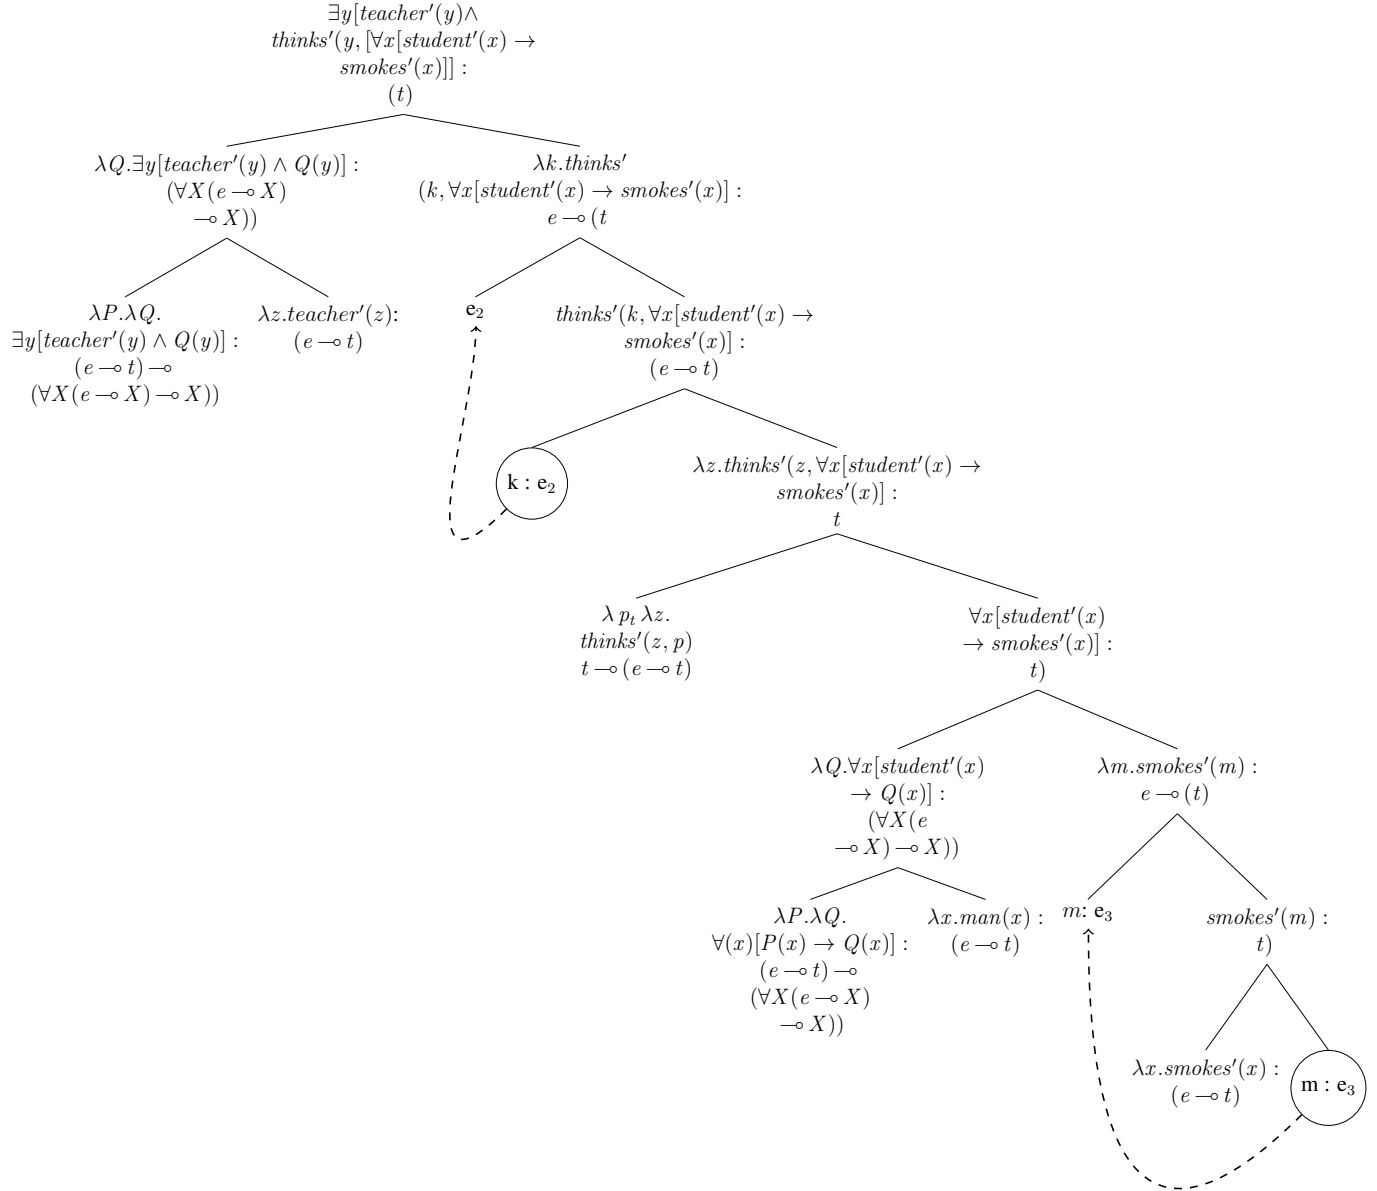 ∃y[teacher′(y)∧
thinks′(y, [∀x[student′(x) →
smokes′(x)]] :
(t)
λQ.∃y[teacher′(y) ∧ Q(y)] :
(∀X(e ⊸ X)
⊸ X))
λk.thinks′
(k, ∀x[student′(x) → smokes′(x)] :
e ⊸ (t
λP.λQ.
∃y[teacher′(y) ∧ Q(y)] :
(e ⊸ t) ⊸
(∀X(e ⊸ X) ⊸ X))
λz.teacher′(z):
(e ⊸ t)
e₂
thinks′(k, ∀x[student′(x) →
smokes′(x)] :
(e ⊸ t)
k : e₂
λz.thinks′(z, ∀x[student′(x) →
smokes′(x)] :
t
λ pₜ λz.
thinks′(z, p)
t ⊸ (e ⊸ t)
∀x[student′(x)
→ smokes′(x)] :
t)
λQ.∀x[student′(x)
→ Q(x)] :
(∀X(e
⊸ X) ⊸ X))
λm.smokes′(m) :
e ⊸ (t)
λP.λQ.
∀(x)[P(x) → Q(x)] :
(e ⊸ t) ⊸
(∀X(e ⊸ X)
⊸ X))
λx.man(x) :
(e ⊸ t)
m: e₃
smokes′(m) :
t)
λx.smokes′(x) :
(e ⊸ t)
m : e₃